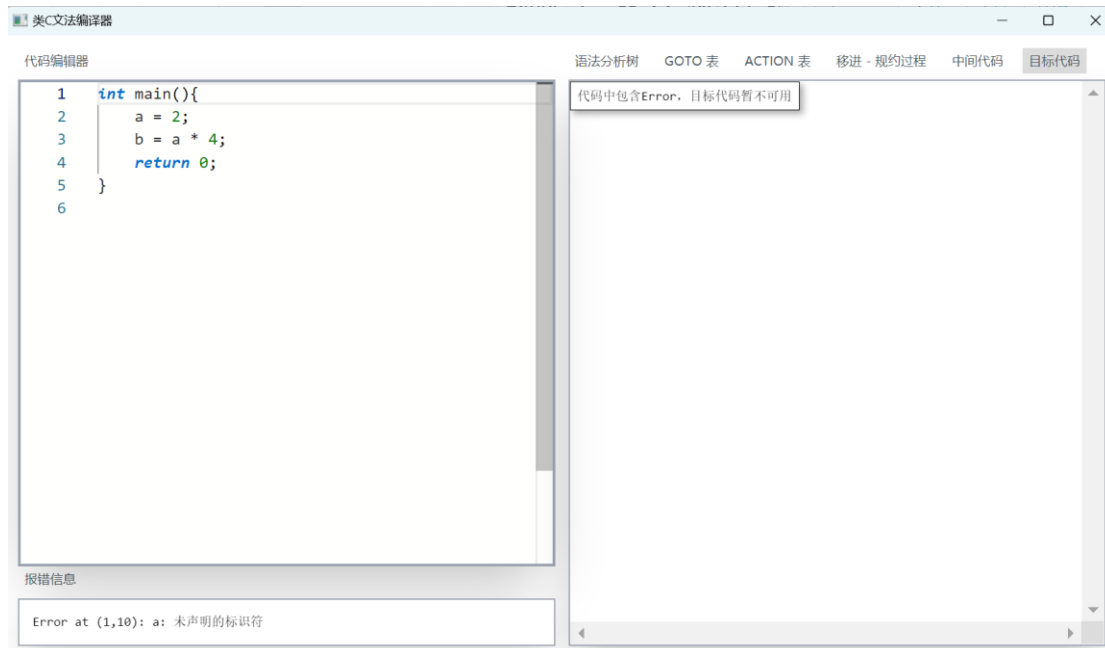 类C文法编译器
代码编辑器
语法分析树 GOTO 表 ACTION 表 移进 - 规约过程 中间代码 目标代码
1 int main(){
2 a = 2;
3 b = a * 4;
4 return 0;
5 }
6
代码中包含Error，目标代码暂不可用
报错信息
Error at (1,10): a: 未声明的标识符